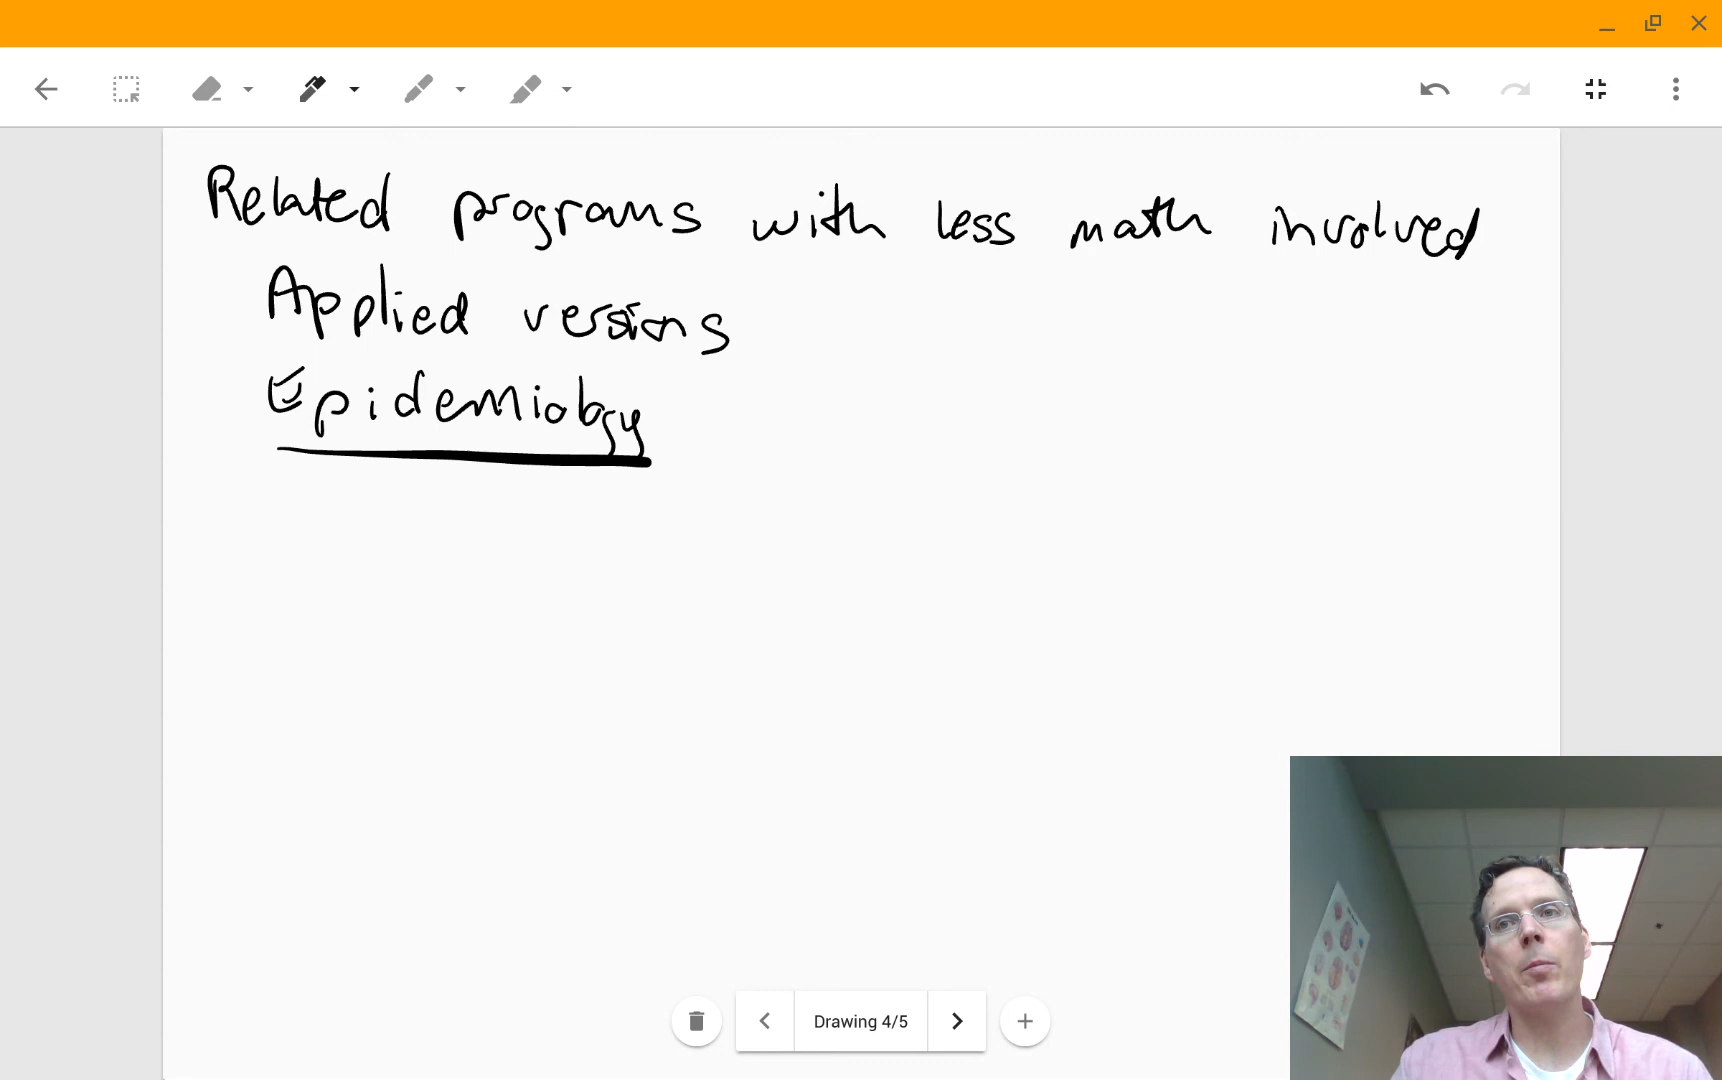 Related programs with less math involved
Applied versions
Epidemiology
Drawing 4/5